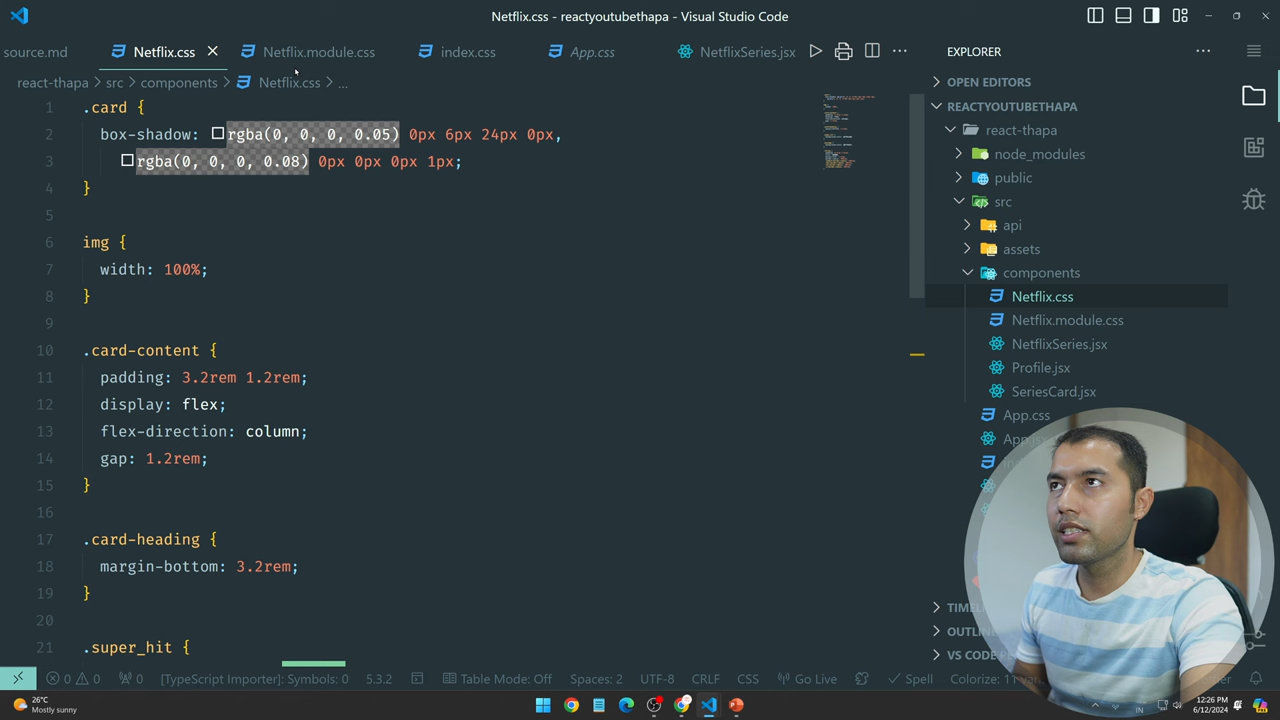 Netflix.css - reactyoutubethapa - Visual Studio Code
source.md
Netflix.css
Netflix.module.css
index.css
App.css
NetflixSeries.jsx
react-thapa > src > components > Netflix.css > ...
1 .card {
2 box-shadow: rgba(0, 0, 0, 0.05) 0px 6px 24px 0px,
3 rgba(0, 0, 0, 0.08) 0px 0px 0px 1px;
4 }
5
6 img {
7 width: 100%;
8 }
9
10 .card-content {
11 padding: 3.2rem 1.2rem;
12 display: flex;
13 flex-direction: column;
14 gap: 1.2rem;
15 }
16
17 .card-heading {
18 margin-bottom: 3.2rem;
19 }
20
21 .super_hit {
EXPLORER
OPEN EDITORS
REACTYOUTUBETHAPA
react-thapa
node_modules
public
src
api
assets
components
Netflix.css
Netflix.module.css
NetflixSeries.jsx
Profile.jsx
SeriesCard.jsx
App.css
TIMEL
OUTLIN
VS CODE P
0 0 0 [TypeScript Importer]: Symbols: 0 5.3.2 Table Mode: Off Spaces: 2 UTF-8 CRLF CSS Go Live Spell Colorize: 11 va
26°C
Mostly sunny
IN
12:26 PM
6/12/2024